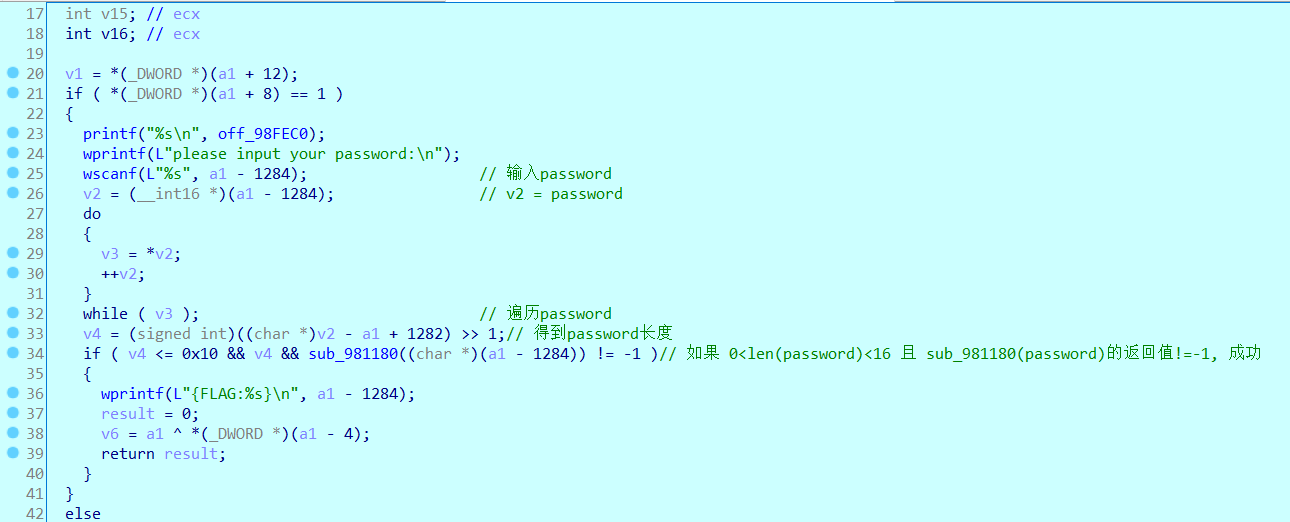 17 int v15; // ecx
18 int v16; // ecx
19
20 v1 = *(_DWORD *)(a1 + 12);
21 if ( *(_DWORD *)(a1 + 8) == 1 )
22 {
23 printf("%s\n", off_98FEC0);
24 wprintf(L"please input your password:\n");
25 wscanf(L"%s", a1 - 1284); // 输入password
26 v2 = (__int16 *)(a1 - 1284); // v2 = password
27 do
28 {
29 v3 = *v2;
30 ++v2;
31 }
32 while ( v3 ); // 遍历password
33 v4 = (signed int)((char *)v2 - a1 + 1282) >> 1;// 得到password长度
34 if ( v4 <= 0x10 && v4 && sub_981180((char *)(a1 - 1284)) != -1 )// 如果 0<len(password)<16 且 sub_981180(password)的返回值!=-1, 成功
35 {
36 wprintf(L"{FLAG:%s}\n", a1 - 1284);
37 result = 0;
38 v6 = a1 ^ *(_DWORD *)(a1 - 4);
39 return result;
40 }
41 }
42 else